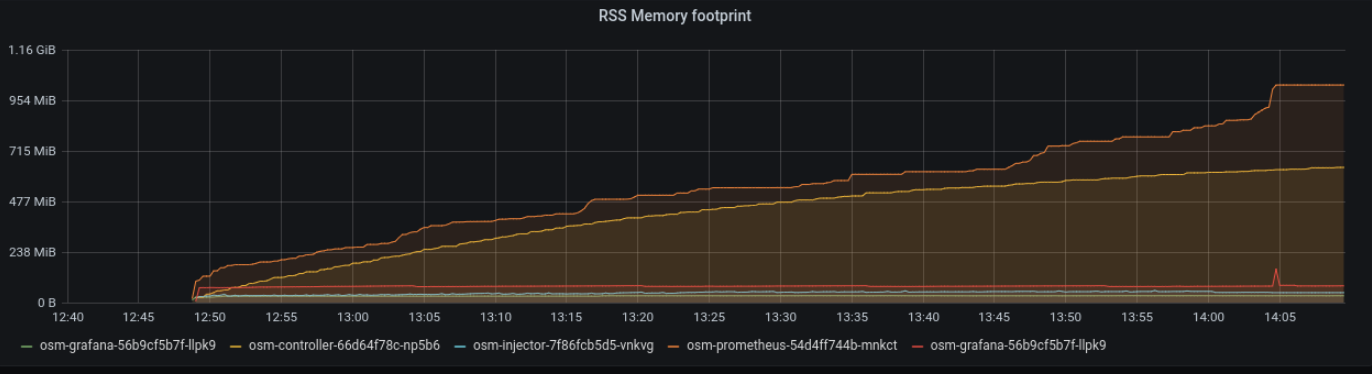 RSS Memory footprint
1.16 GiB
954 MiB
715 MiB
477 MiB
238 MiB
0 B
12:40 12:45 12:50 12:55 13:00 13:05 13:10 13:15 13:20 13:25 13:30 13:35 13:40 13:45 13:50 13:55 14:00 14:05
osm-grafana-56b9cf5b7f-llpk9 osm-controller-66d64f78c-np5b6 osm-injector-7f86fcb5d5-vnkvg osm-prometheus-54d4ff744b-mnkct osm-grafana-56b9cf5b7f-llpk9